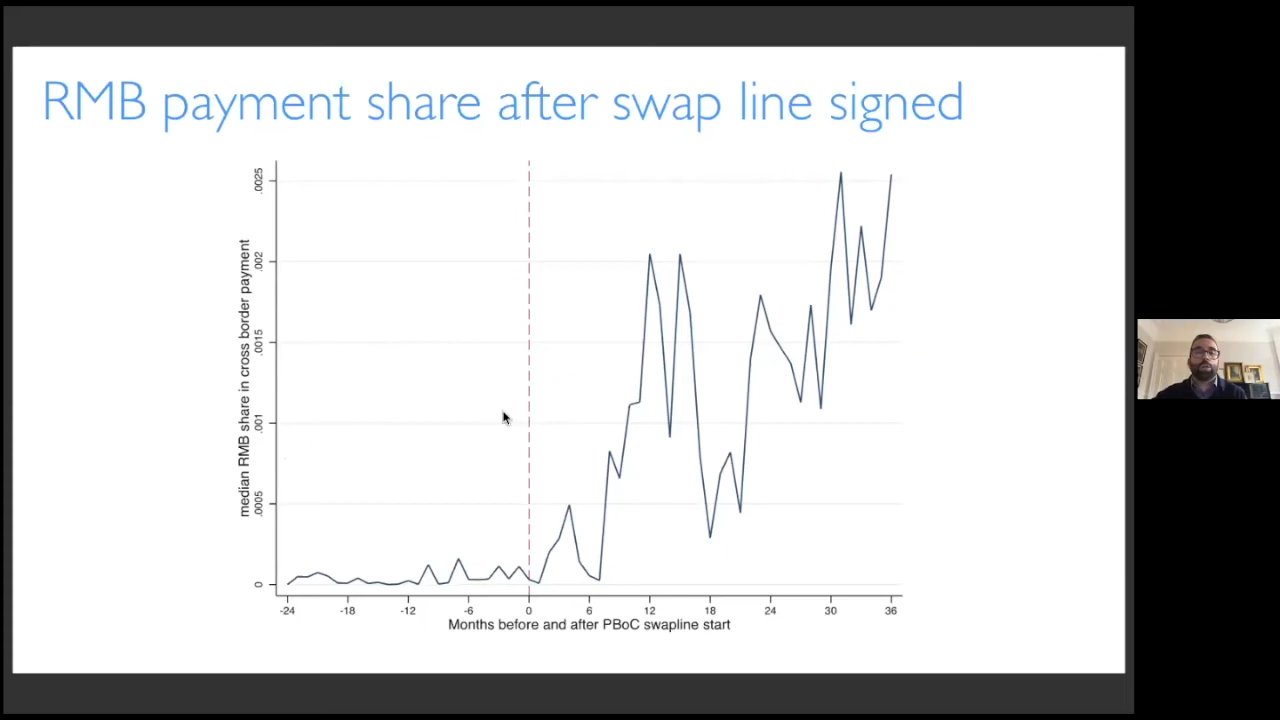 RMB payment share after swap line signed
median RMB share in cross border payment
.0025
.002
.0015
.001
.0005
0
-24 -18 -12 -6 0 6 12 18 24 30 36
Months before and after PBoC swapline start